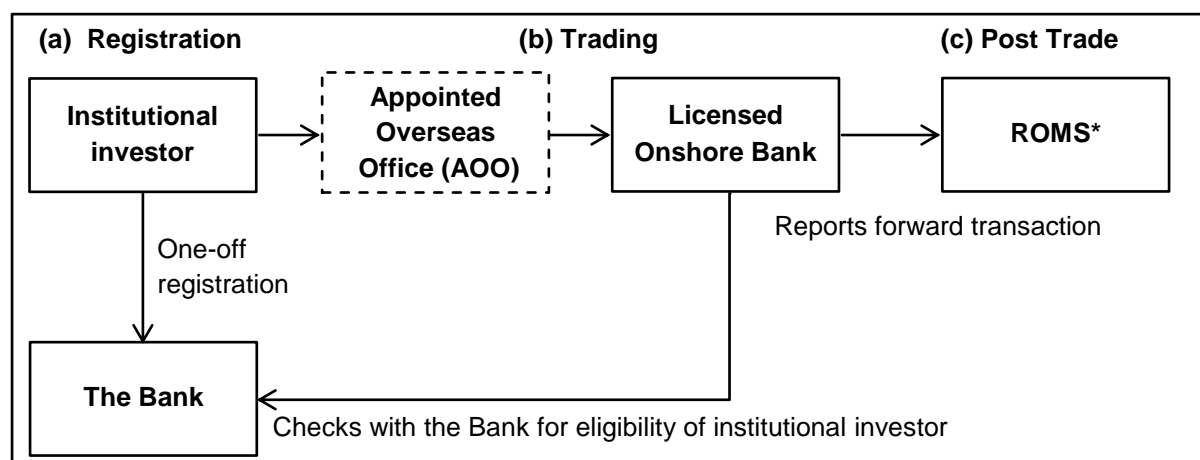 (a) Registration
(b) Trading
(c) Post Trade
Institutional
investor
Appointed
Overseas
Office (AOO)
Licensed
Onshore Bank
ROMS*
One-off
registration
Reports forward transaction
The Bank
Checks with the Bank for eligibility of institutional investor